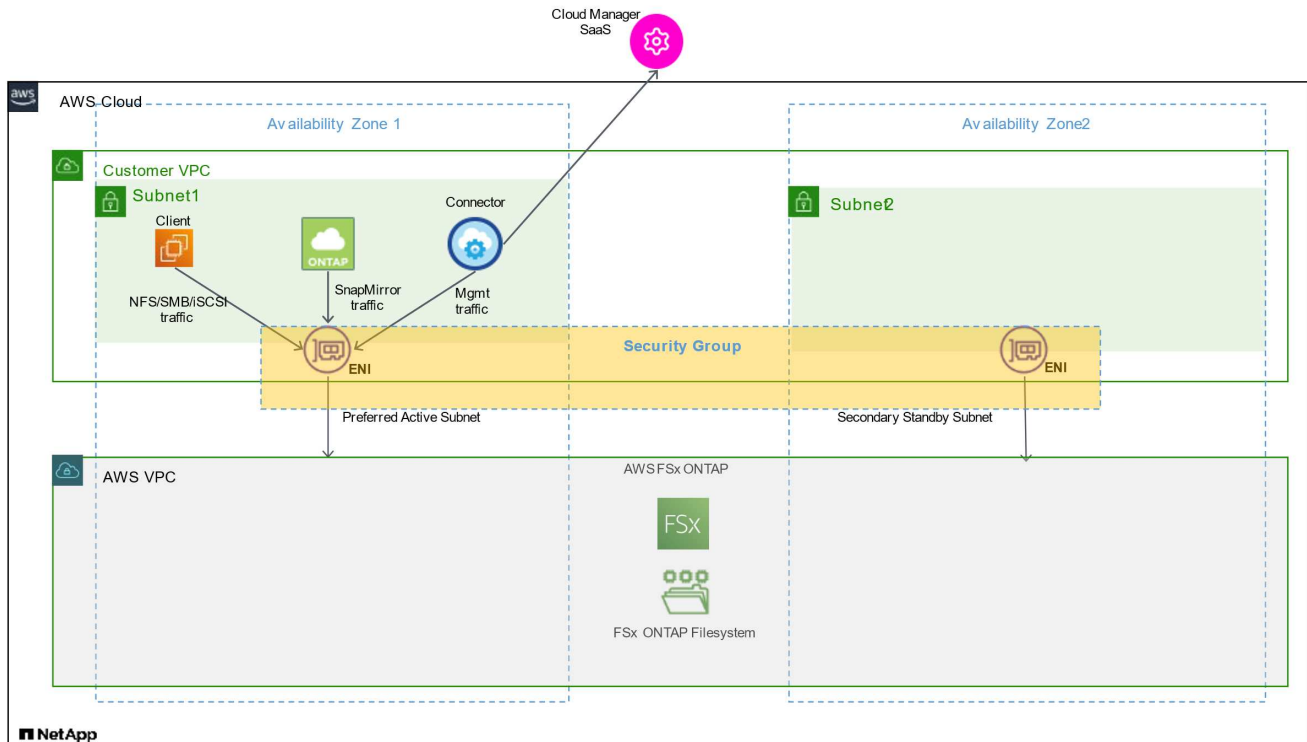 Cloud Manager
SaaS
aws
AWS Cloud
Availability Zone 1
Availability Zone2
Customer VPC
Subnet1
Subnet2
Client
Connector
ONTAP
NFS/SMB/iSCSI
traffic
SnapMirror
traffic
Mgmt
traffic
Security Group
ENI
ENI
Preferred Active Subnet
Secondary Standby Subnet
AWS VPC
AWS FSx ONTAP
FSx
FSx ONTAP Filesystem
NetApp